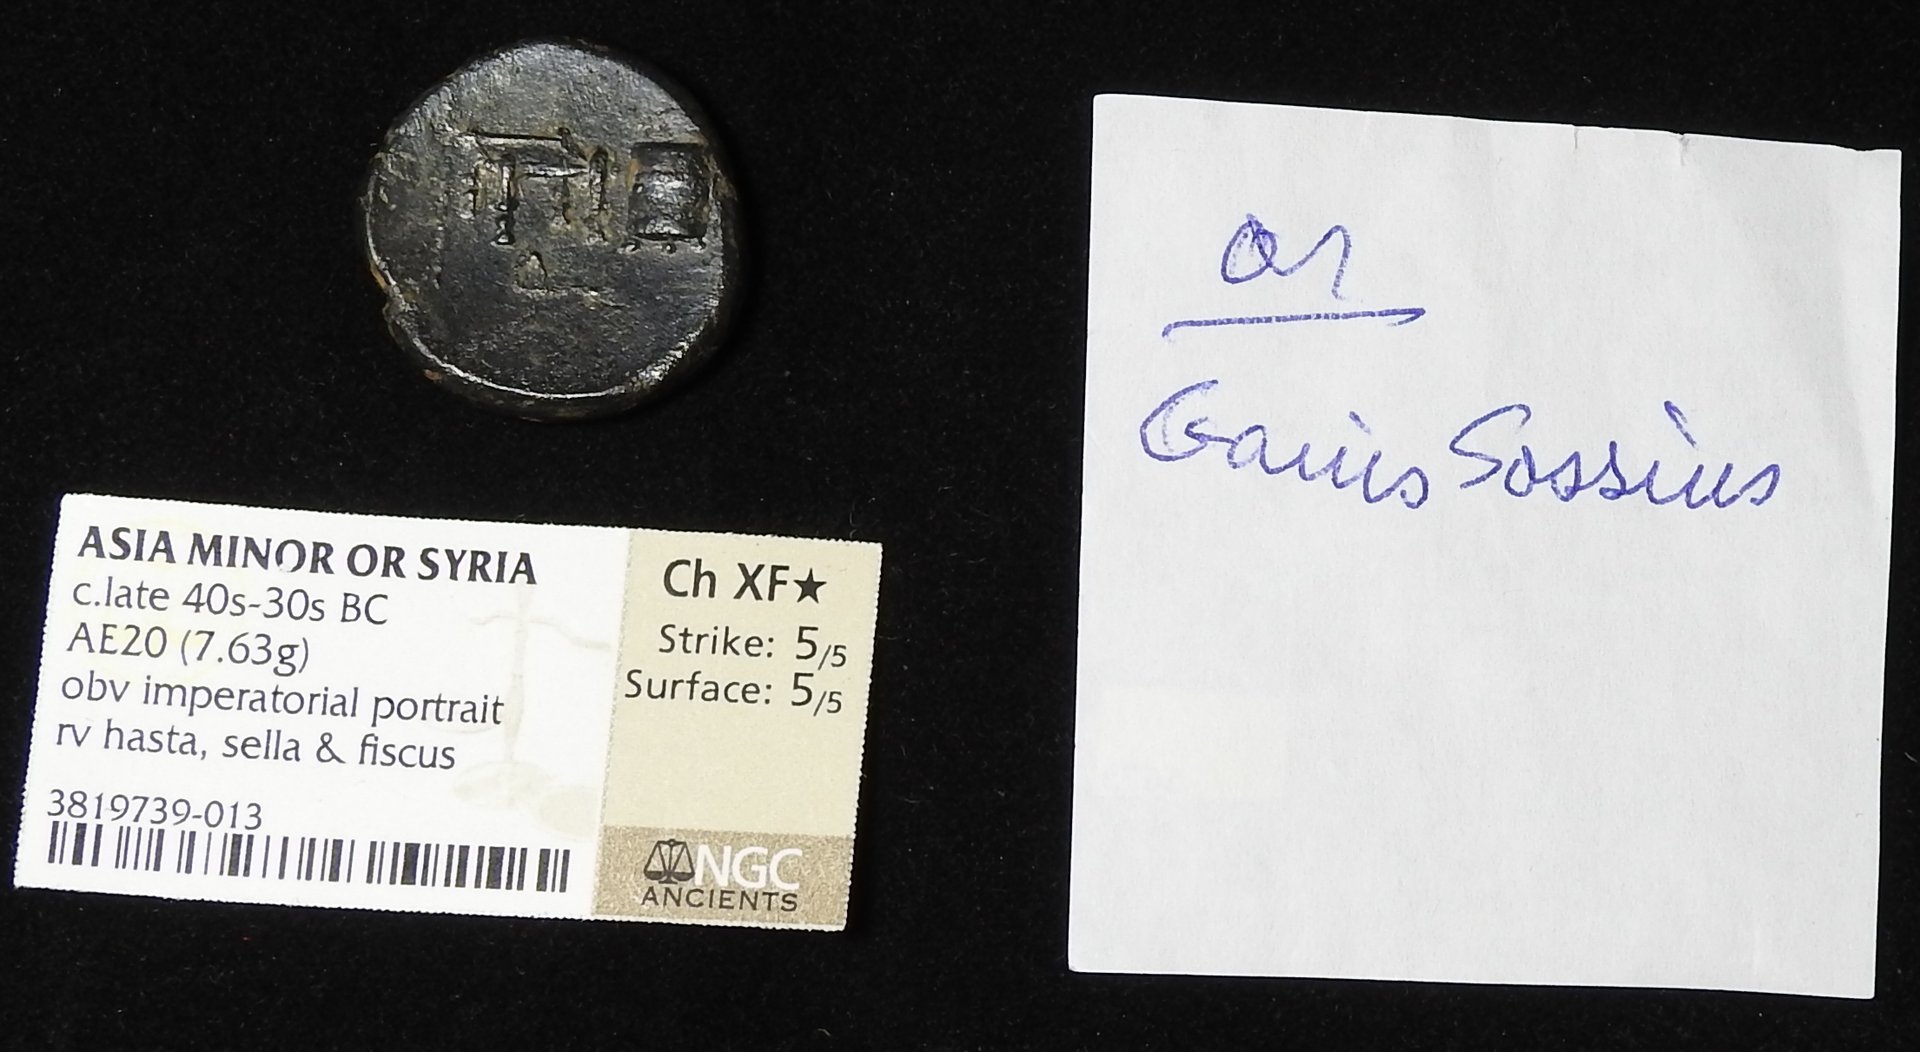 ASIA MINOR OR SYRIA
c.late 40s-30s BC
AE20 (7.63g)
obv imperatorial portrait
rv hasta, sella & fiscus
3819739-013
Ch XF★
Strike: 5/5
Surface: 5/5
NGC
ANCIENTS
or
Gaius Sossius